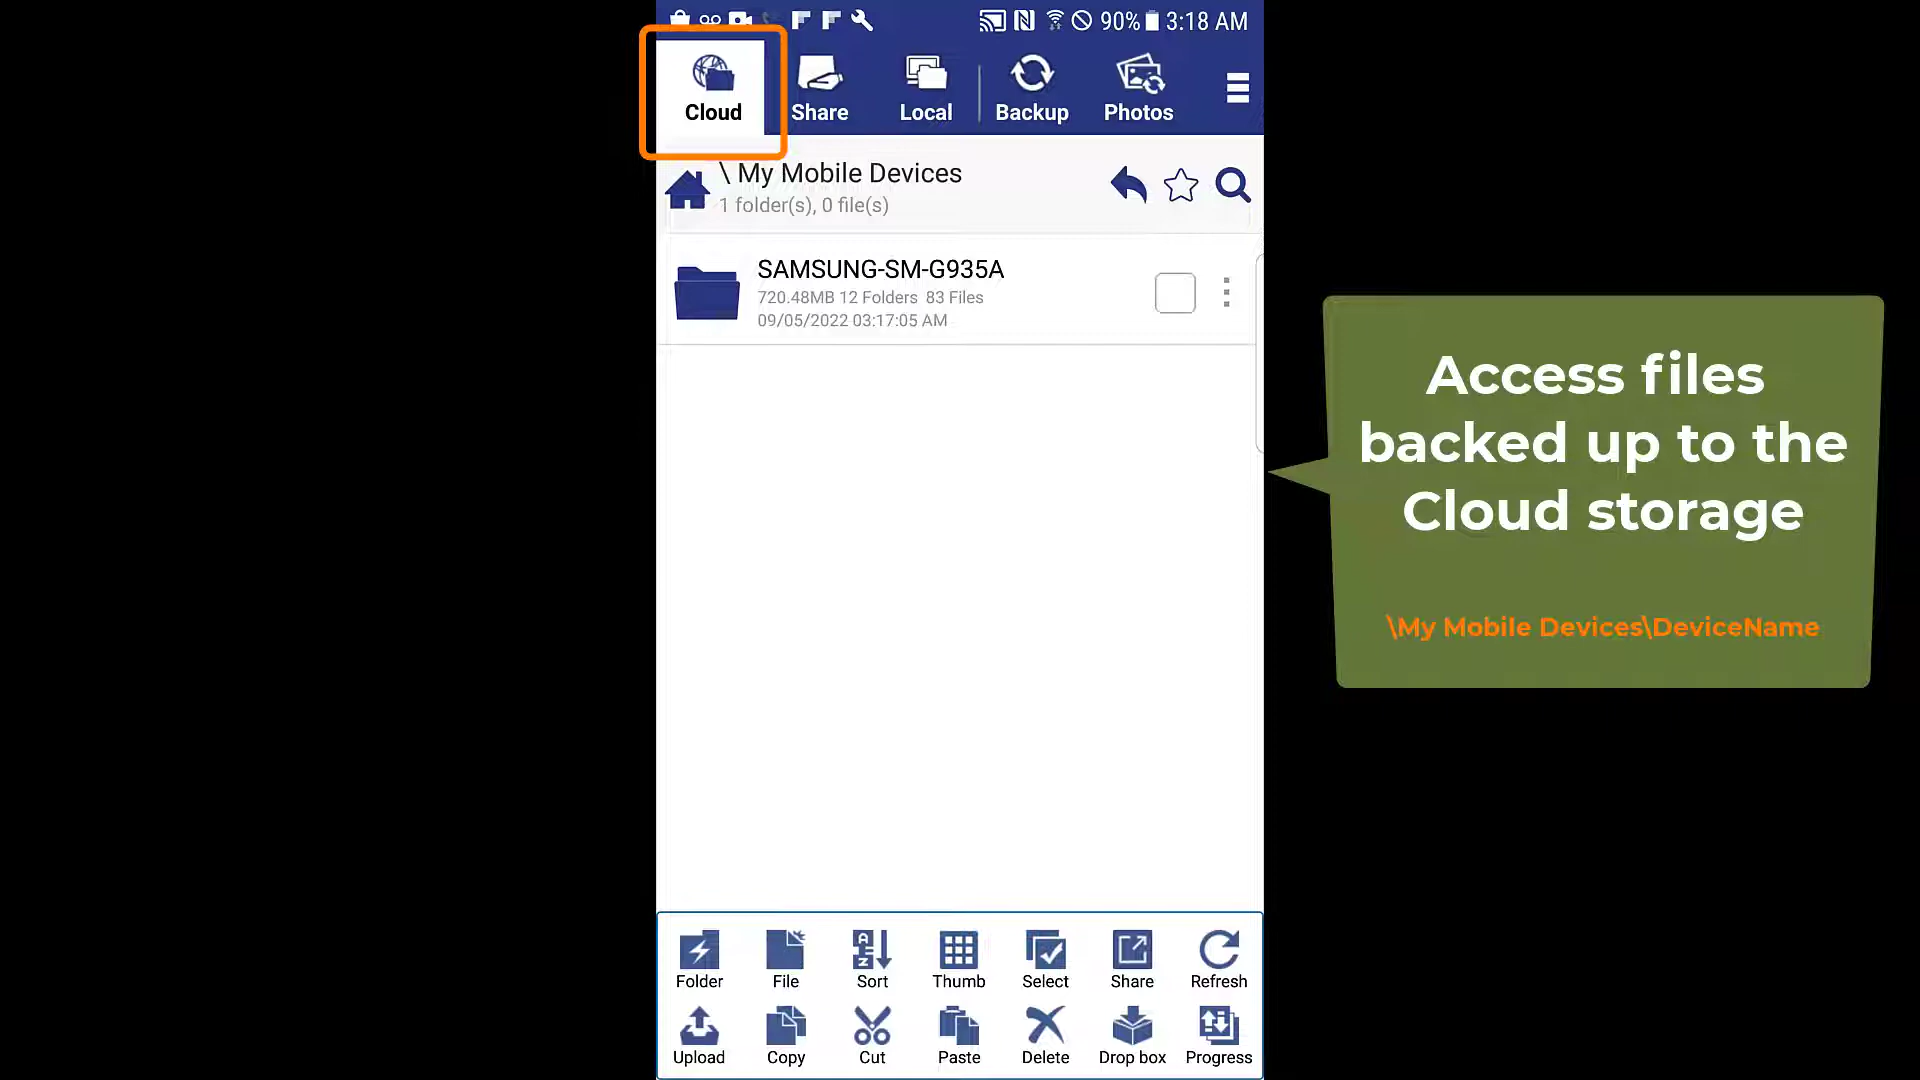 90% 3:18 AM
Cloud Share Local Backup Photos
\ My Mobile Devices
1 folder(s), 0 file(s)
SAMSUNG-SM-G935A
720.48MB 12 Folders 83 Files
09/05/2022 03:17:05 AM
Access files
backed up to the
Cloud storage
\My Mobile Devices\DeviceName
Folder File Sort Thumb Select Share Refresh
Upload Copy Cut Paste Delete Drop box Progress